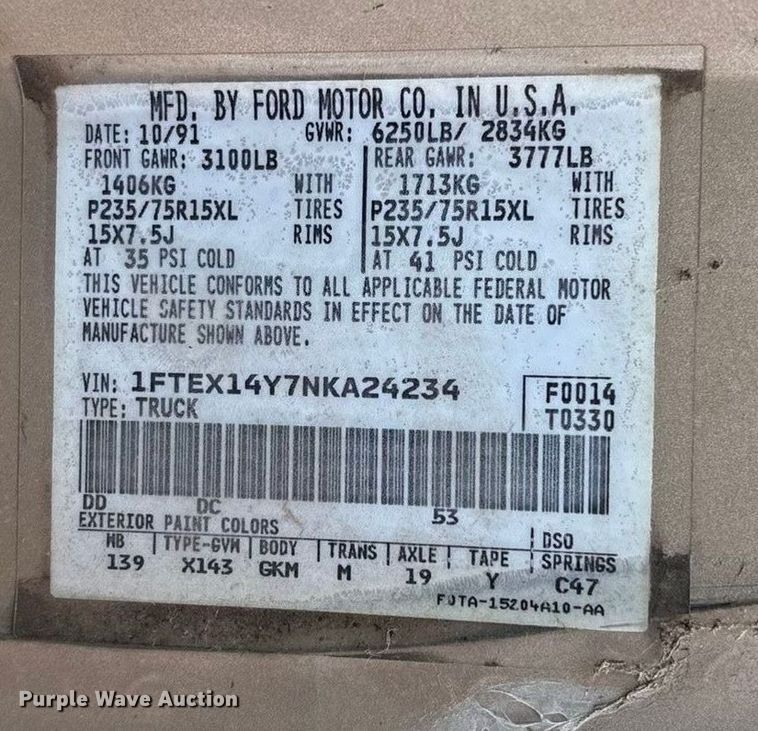 MFD. BY FORD MOTOR CO. IN U.S.A.
DATE: 10/91 GVWR: 6250LB/ 2834KG
FRONT GAWR: 3100LB REAR GAWR: 3777LB
1406KG WITH 1713KG WITH
P235/75R15XL TIRES P235/75R15XL TIRES
15X7.5J RIMS 15X7.5J RIMS
AT 35 PSI COLD AT 41 PSI COLD
THIS VEHICLE CONFORMS TO ALL APPLICABLE FEDERAL MOTOR
VEHICLE SAFETY STANDARDS IN EFFECT ON THE DATE OF
MANUFACTURE SHOWN ABOVE.
VIN: 1FTEX14Y7NKA24234 F0014
TYPE: TRUCK T0330
DD DC 53
EXTERIOR PAINT COLORS DSO
WB TYPE-GVW BODY TRANS AXLE TAPE SPRINGS
139 X143 GKM M 19 Y C47
FOTA-15204A10-AA
Purple Wave Auction